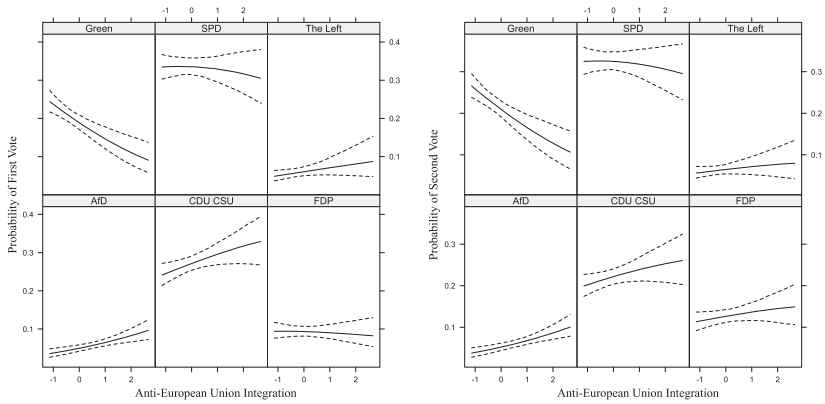 -1 0 1 2
Green SPD The Left
0.4
0.3
0.2
0.1
AfD CDU CSU FDP
0.4
0.3
0.2
0.1
-1 0 1 2 -1 0 1 2
Probability of First Vote
Anti-European Union Integration
-1 0 1 2
Green SPD The Left
0.3
0.2
0.1
AfD CDU CSU FDP
0.3
0.2
0.1
-1 0 1 2 -1 0 1 2
Probability of Second Vote
Anti-European Union Integration